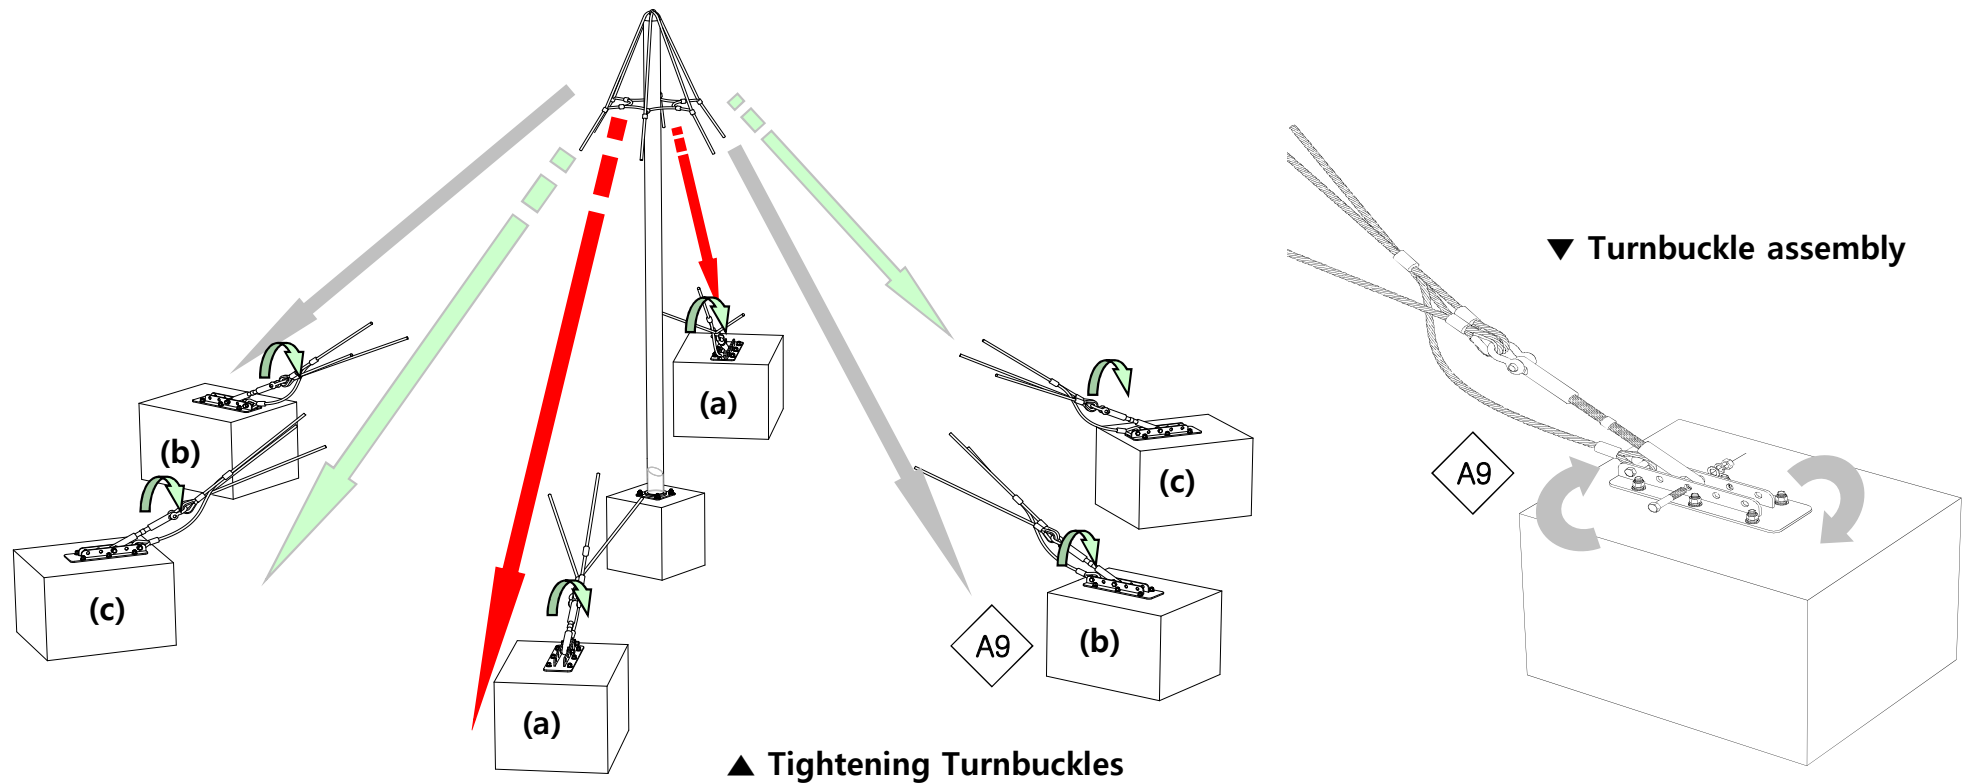 ▼ Turnbuckle assembly
(a)
(b)
(c)
A9
(c)
(b)
A9
(a)
▲ Tightening Turnbuckles